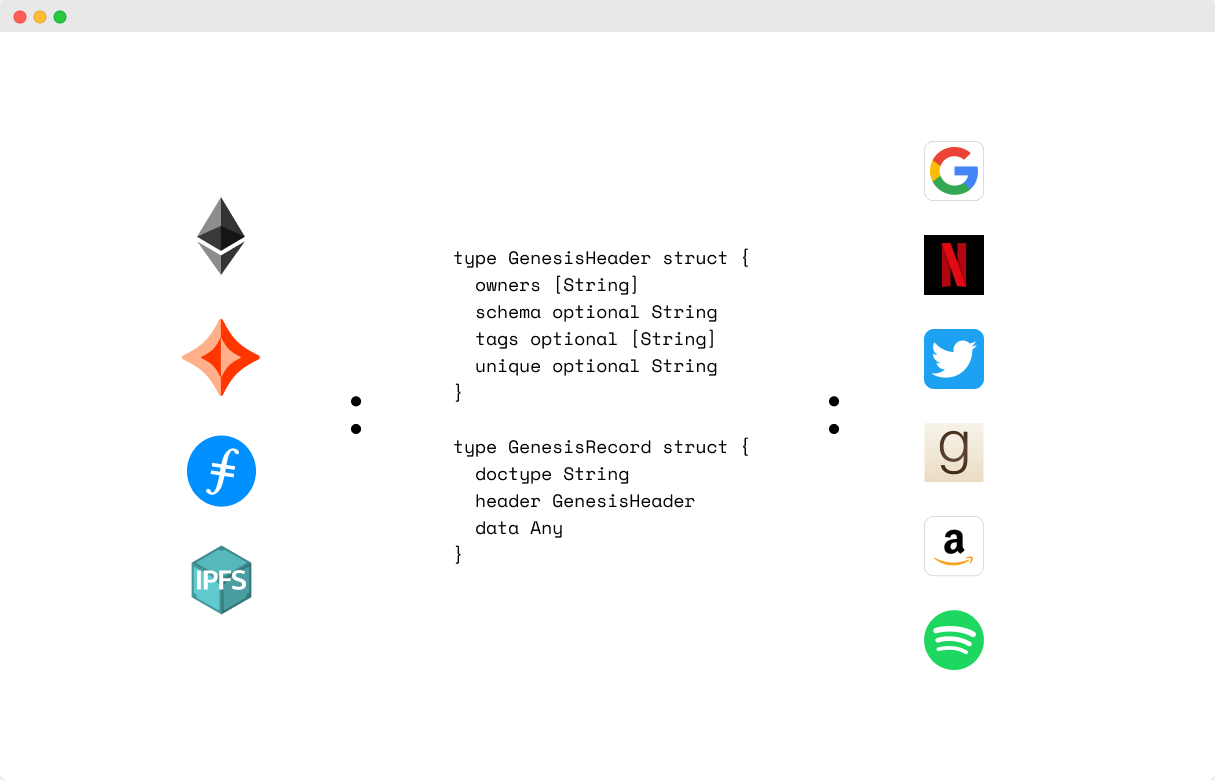 type GenesisHeader struct {
  owners [String]
  schema optional String
  tags optional [String]
  unique optional String
}
type GenesisRecord struct {
  doctype String
  header GenesisHeader
  data Any
}
:
:
IPFS
G
N
g
a